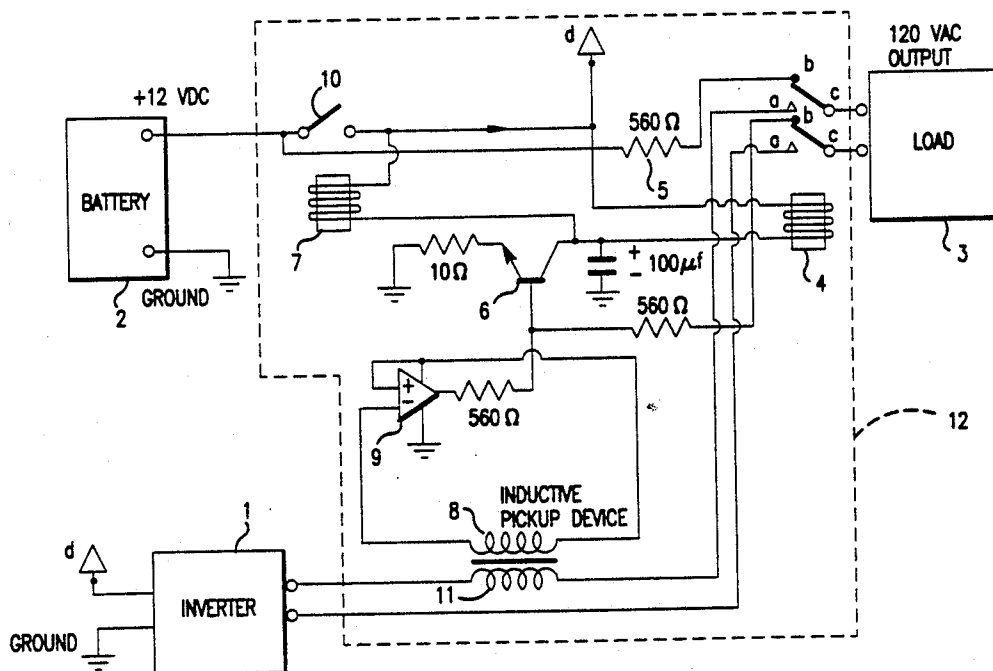 120 VAC
OUTPUT
d
b
c
10
+12 VDC
a
b
560 Ω
a
c
LOAD
5
BATTERY
7
10Ω
+
-
100μf
4
3
6
2
GROUND
560 Ω
+
-
560 Ω
9
12
INDUCTIVE
PICKUP DEVICE
8
1
d
11
INVERTER
GROUND